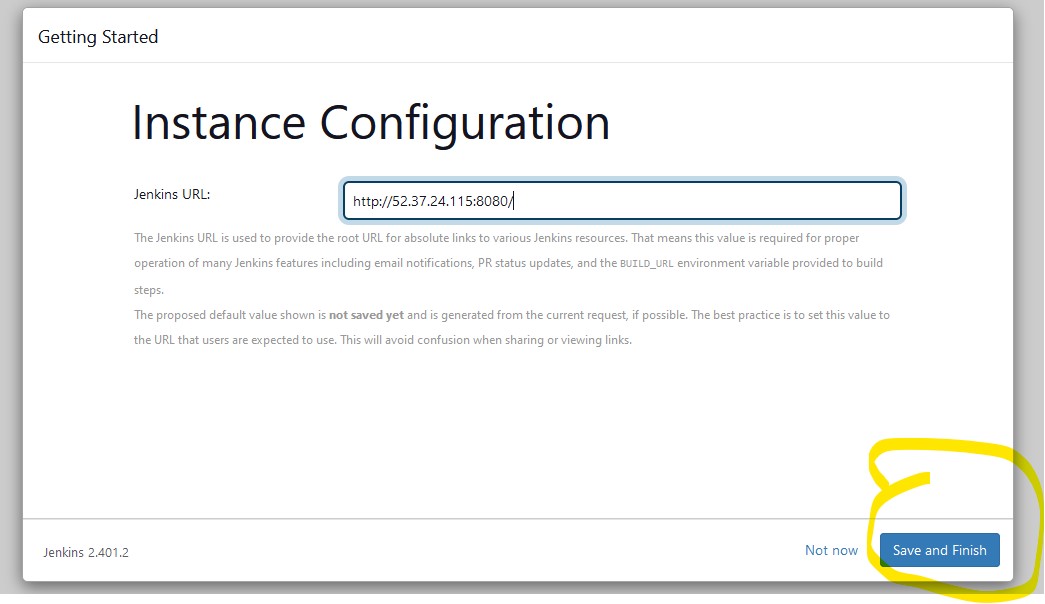 Getting Started
Instance Configuration
Jenkins URL:
http://52.37.24.115:8080/
The Jenkins URL is used to provide the root URL for absolute links to various Jenkins resources. That means this value is required for proper
operation of many Jenkins features including email notifications, PR status updates, and the BUILD_URL environment variable provided to build
steps.
The proposed default value shown is not saved yet and is generated from the current request, if possible. The best practice is to set this value to
the URL that users are expected to use. This will avoid confusion when sharing or viewing links.
Jenkins 2.401.2
Not now
Save and Finish